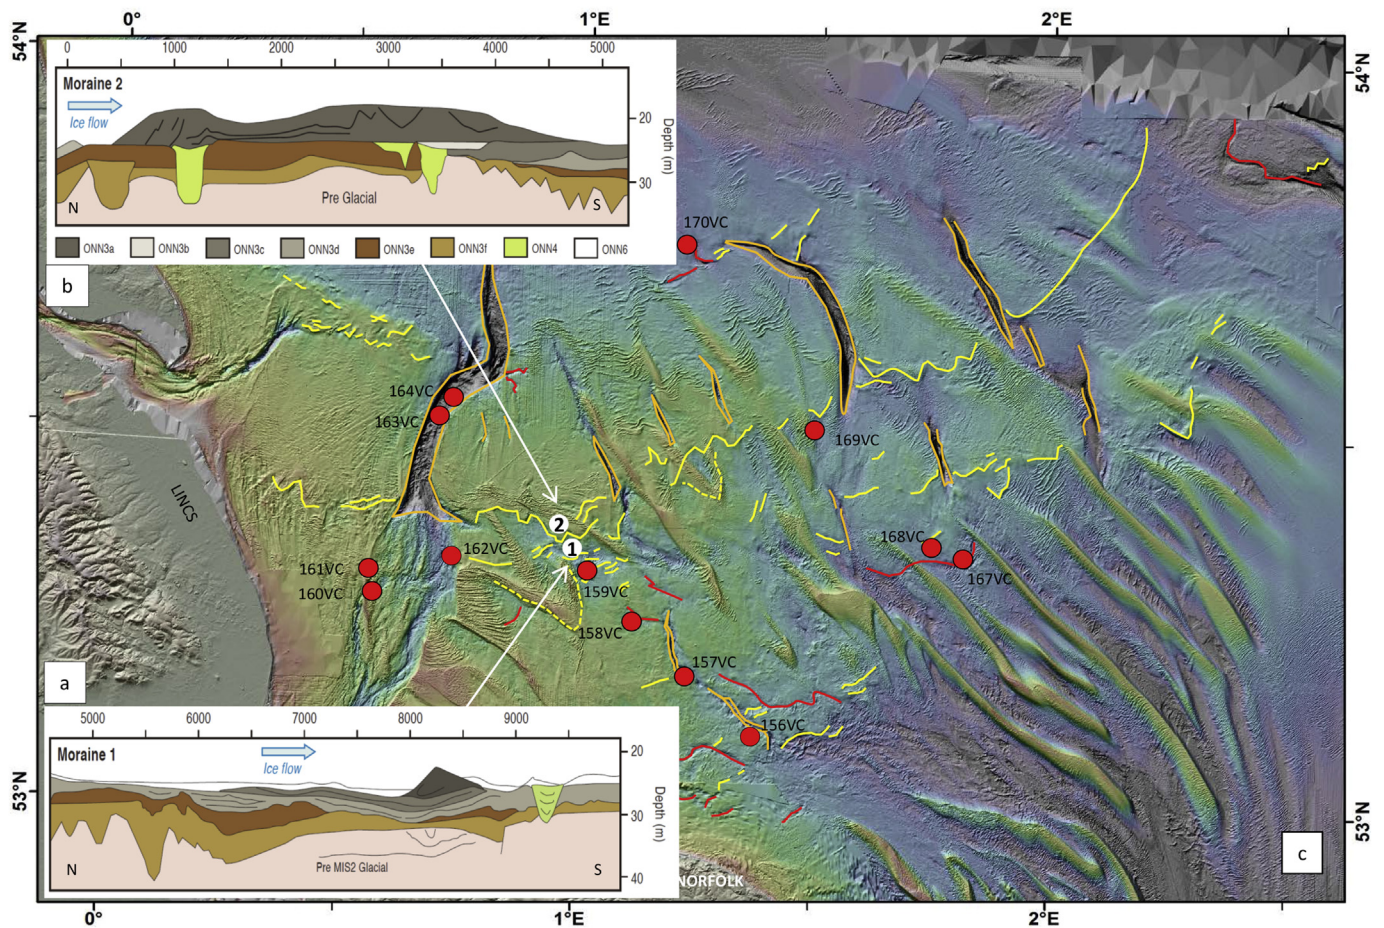 0° 1°E 2°E
54°N
54°N
0 1000 2000 3000 4000 5000
Moraine 2
Ice flow
20
30
Depth (m)
Pre Glacial
N S
ONN3a ONN3b ONN3c ONN3d ONN3e ONN3f ONN4 ONN6
b
170VC
164VC
163VC
169VC
LINCS
2
1
168VC
162VC
161VC
167VC
160VC
159VC
158VC
157VC
a
156VC
5000 6000 7000 8000 9000
Moraine 1
Ice flow
20
30
40
Depth (m)
Pre MIS2 Glacial
N S
53°N
53°N
c
NORFOLK
0° 1°E 2°E